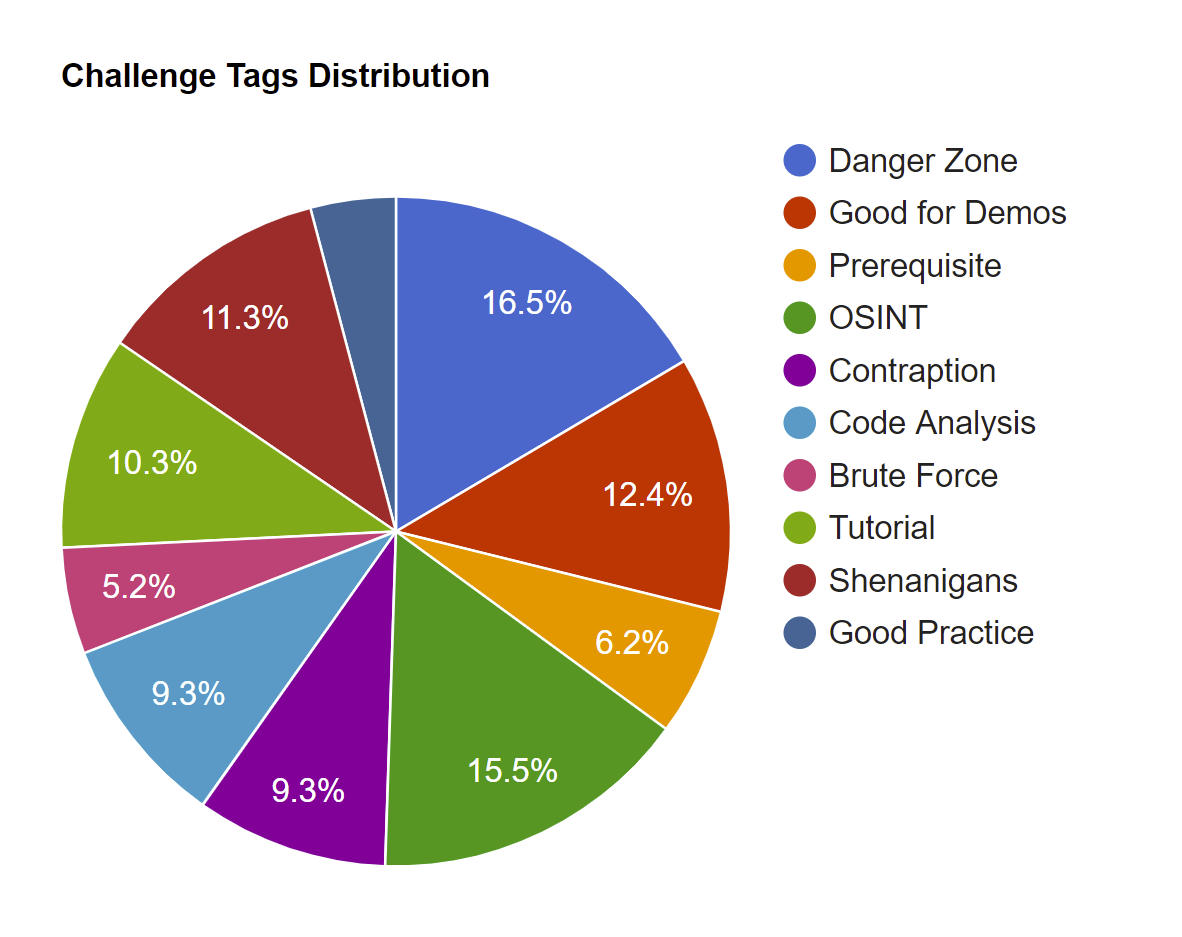 Challenge Tags Distribution
Danger Zone
Good for Demos
Prerequisite
OSINT
Contraption
Code Analysis
Brute Force
Tutorial
Shenanigans
Good Practice
16.5%
12.4%
6.2%
15.5%
9.3%
9.3%
5.2%
10.3%
11.3%